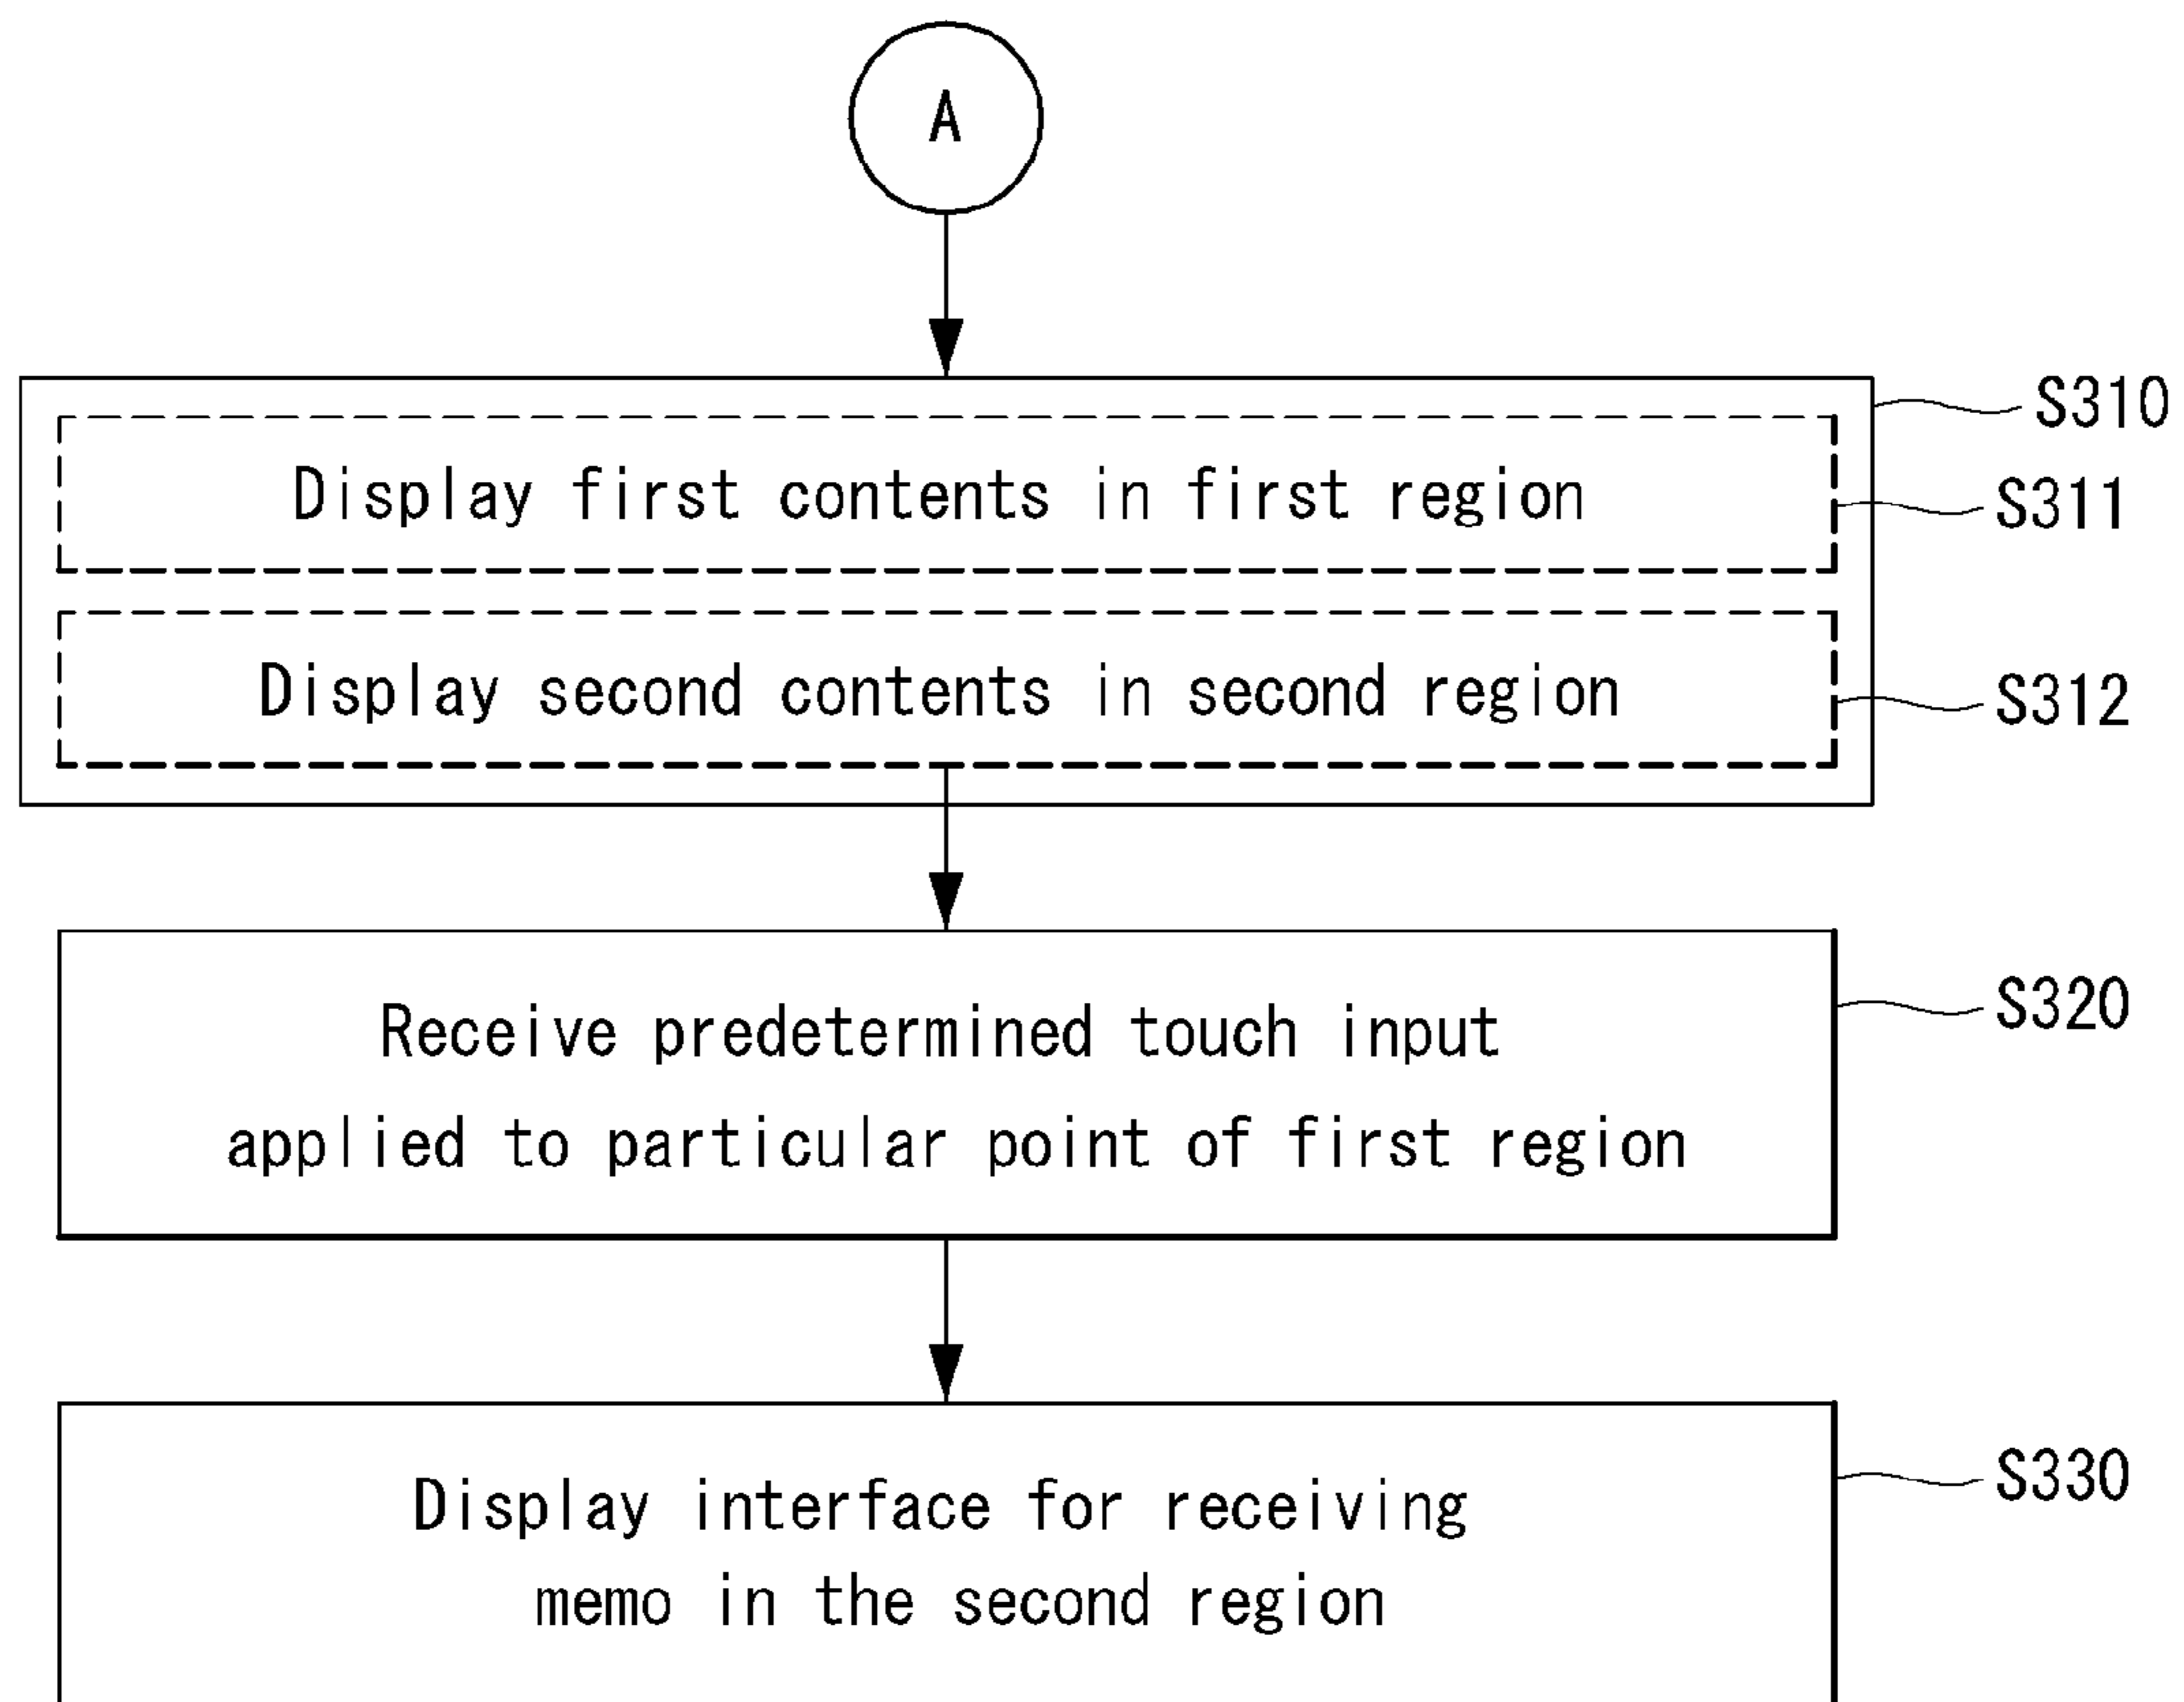 A
S310
Display first contents in first region
S311
Display second contents in second region
S312
Receive predetermined touch input
S320
applied to particular point of first region
Display interface for receiving
S330
memo in the second region